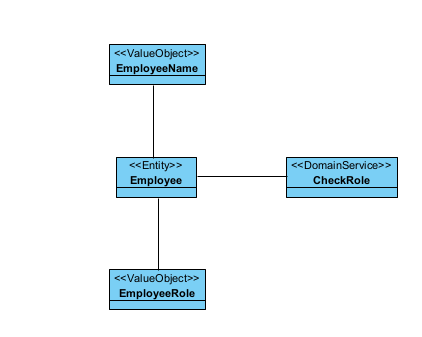 <<ValueObject>>
EmployeeName
<<Entity>>
Employee
<<DomainService>>
CheckRole
<<ValueObject>>
EmployeeRole